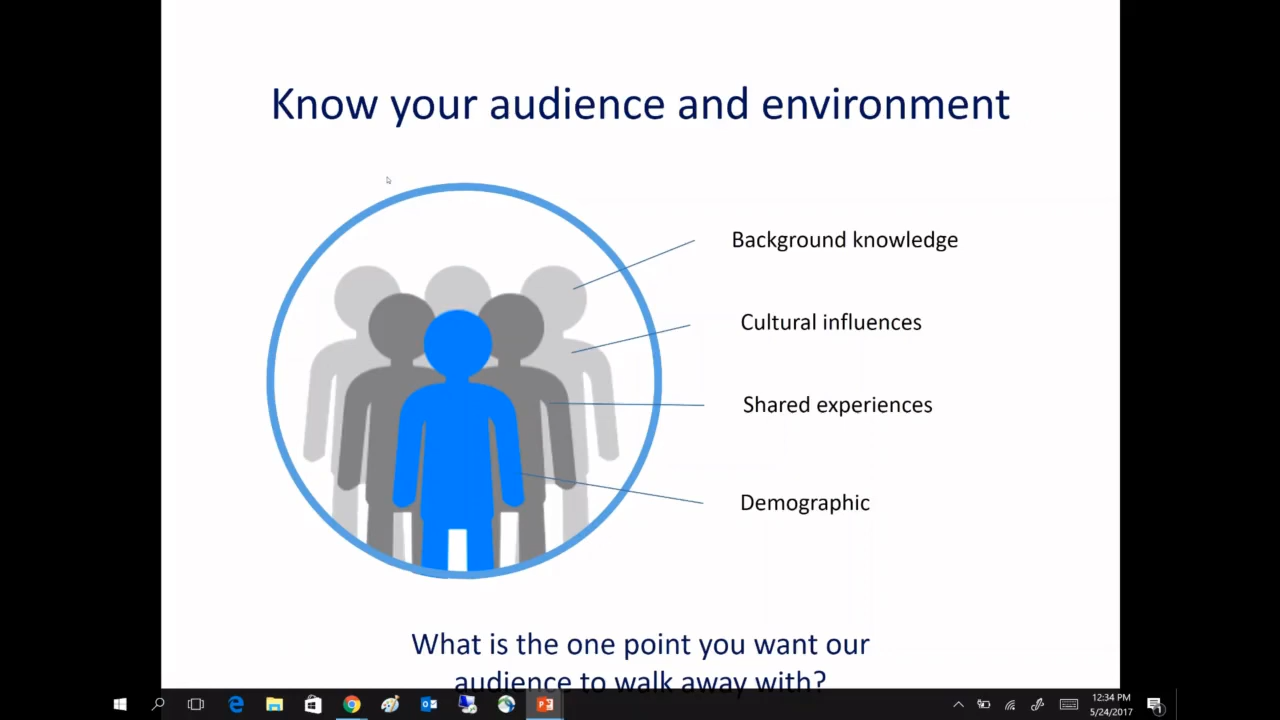 Know your audience and environment
Background knowledge
Cultural influences
Shared experiences
Demographic
What is the one point you want our
audience to walk away with?
12:34 PM
5/24/2017